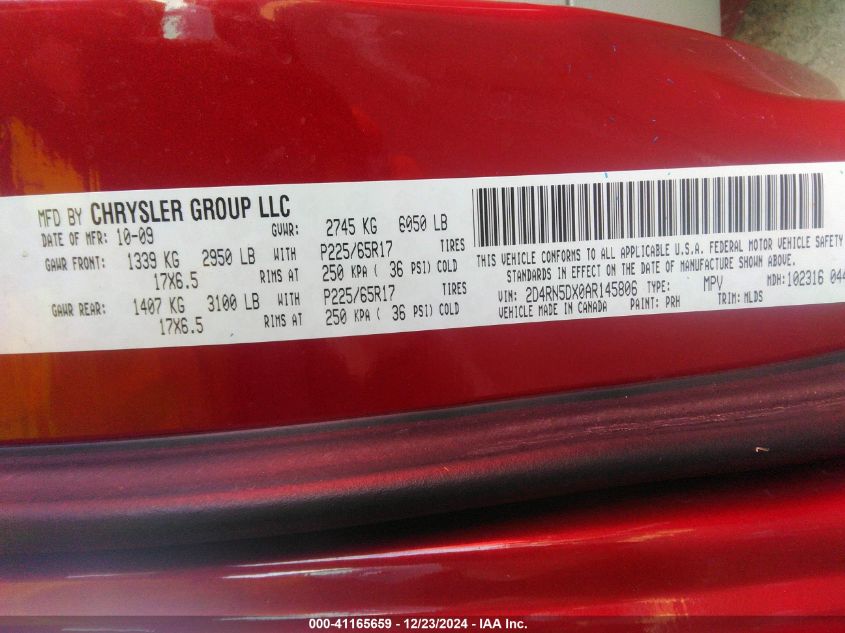 MFD BY CHRYSLER GROUP LLC
DATE OF MFR: 10-09 GVWR: 2745 KG 6050 LB
GAWR FRONT: 1339 KG 2950 LB WITH P225/65R17 TIRES
17X6.5 RIMS AT 250 KPA ( 36 PSI) COLD
GAWR REAR: 1407 KG 3100 LB WITH P225/65R17 TIRES
17X6.5 RIMS AT 250 KPA ( 36 PSI) COLD
THIS VEHICLE CONFORMS TO ALL APPLICABLE U.S.A. FEDERAL MOTOR VEHICLE SAFETY
STANDARDS IN EFFECT ON THE DATE OF MANUFACTURE SHOWN ABOVE.
VIN: 2D4RN5DX0AR145806 TYPE: MPV MDH: 102316 044
VEHICLE MADE IN CANADA PAINT: PRH TRIM: MLDS
000-41165659 - 12/23/2024 - IAA Inc.